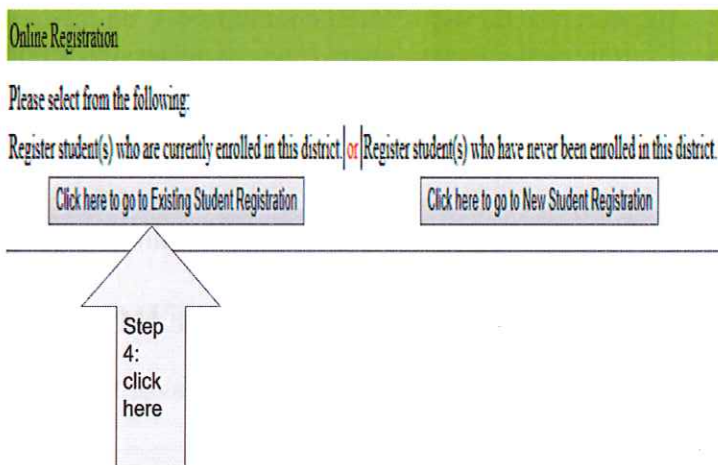 Online Registration
Please select from the following:
Register student(s) who are currently enrolled in this district. or Register student(s) who have never been enrolled in this district.
Click here to go to Existing Student Registration Click here to go to New Student Registration
Step
4:
click
here